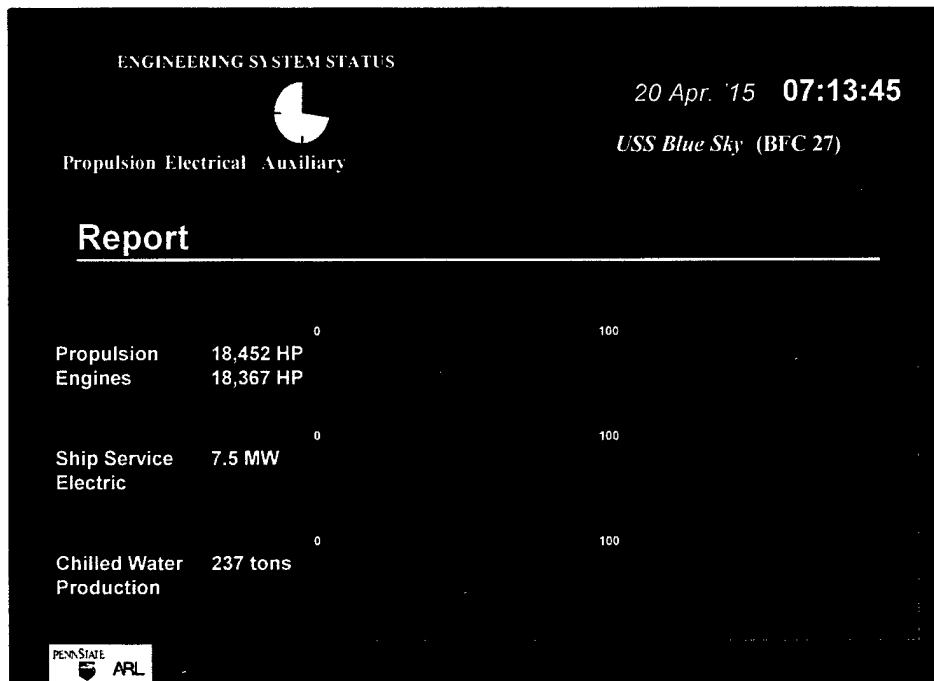 ENGINEERING SYSTEM STATUS
20 Apr. '15 07:13:45
USS Blue Sky (BFC 27)
Propulsion Electrical Auxiliary
Report
0 100
Propulsion 18,452 HP
Engines 18,367 HP
0 100
Ship Service 7.5 MW
Electric
0 100
Chilled Water 237 tons
Production
PENNSTATE
ARL